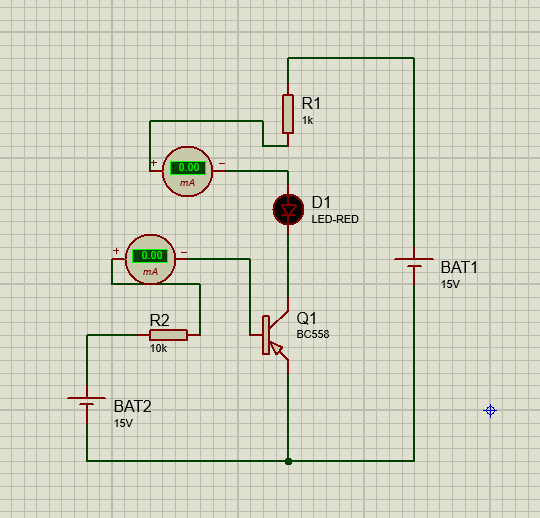 R1
1k
+
0.00
−
mA
D1
LED-RED
+
0.00
−
mA
BAT1
15V
Q1
BC558
R2
10k
BAT2
15V